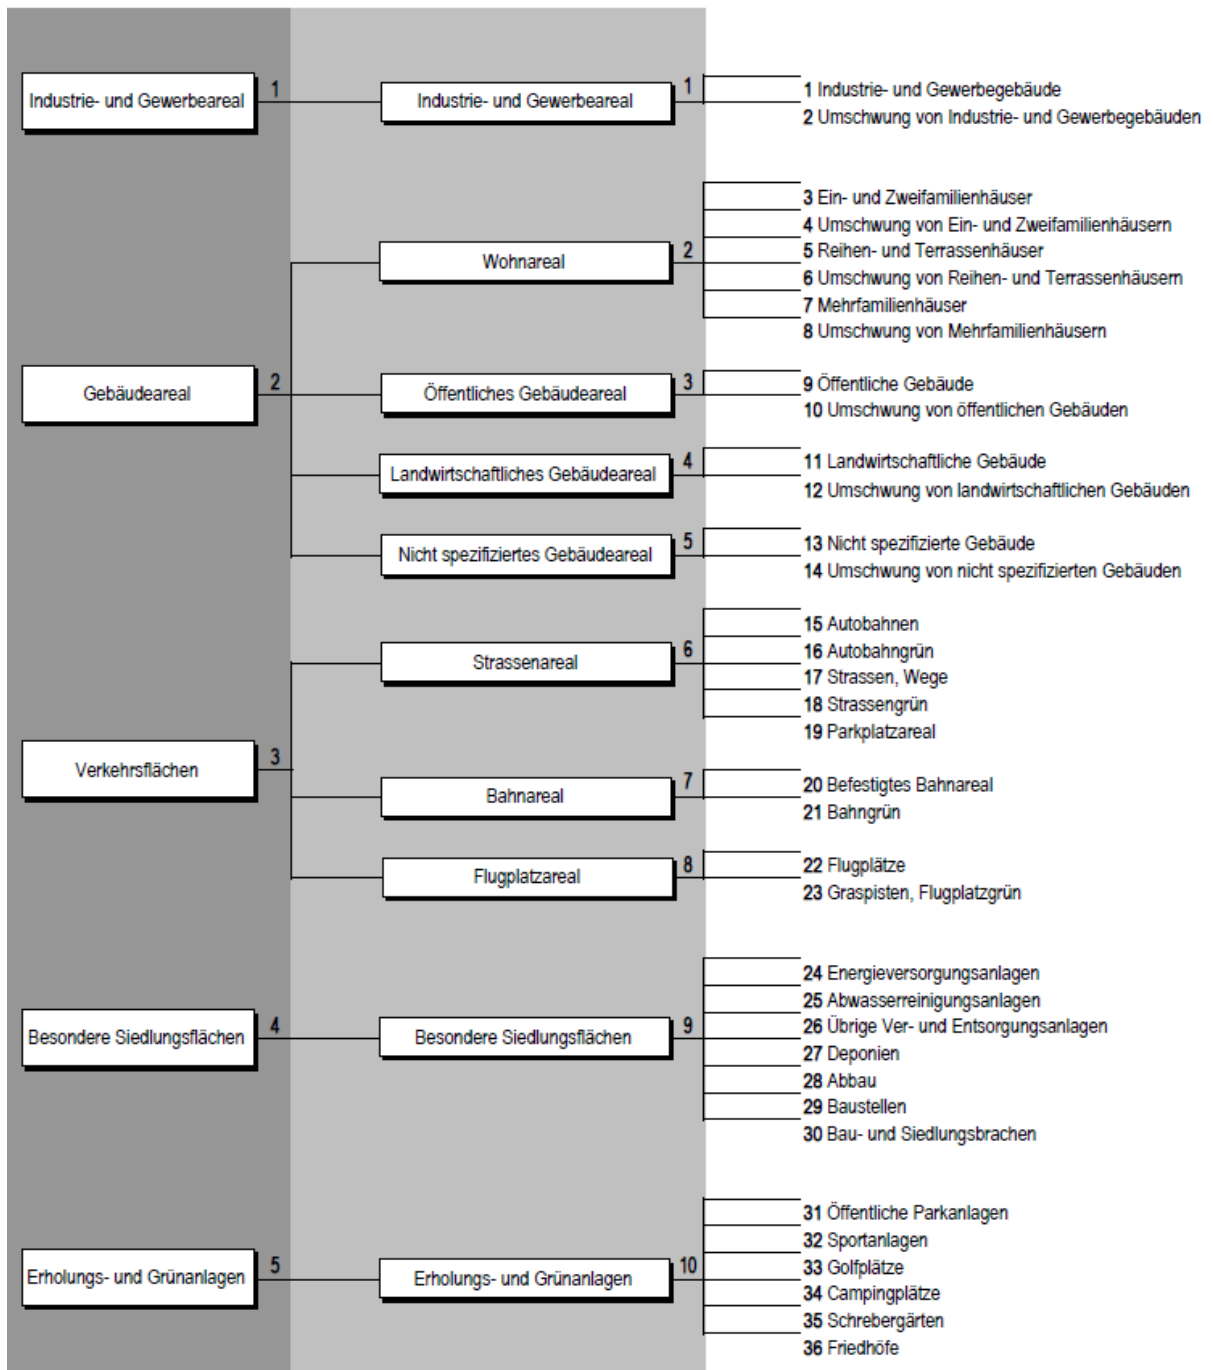 Industrie- und Gewerbeareal
1
Industrie- und Gewerbeareal
1
1 Industrie- und Gewerbegebäude
2 Umschwung von Industrie- und Gewerbegebäuden
Gebäudeareal
2
Wohnareal
2
3 Ein- und Zweifamilienhäuser
4 Umschwung von Ein- und Zweifamilienhäusern
5 Reihen- und Terrassenhäuser
6 Umschwung von Reihen- und Terrassenhäusern
7 Mehrfamilienhäuser
8 Umschwung von Mehrfamilienhäusern
Öffentliches Gebäudeareal
3
9 Öffentliche Gebäude
10 Umschwung von öffentlichen Gebäuden
Landwirtschaftliches Gebäudeareal
4
11 Landwirtschaftliche Gebäude
12 Umschwung von landwirtschaftlichen Gebäuden
Nicht spezifiziertes Gebäudeareal
5
13 Nicht spezifizierte Gebäude
14 Umschwung von nicht spezifizierten Gebäuden
Verkehrsflächen
3
Strassenareal
6
15 Autobahnen
16 Autobahngrün
17 Strassen, Wege
18 Strassengrün
19 Parkplatzareal
Bahnareal
7
20 Befestigtes Bahnareal
21 Bahngrün
Flugplatzareal
8
22 Flugplätze
23 Graspisten, Flugplatzgrün
Besondere Siedlungsflächen
4
Besondere Siedlungsflächen
9
24 Energieversorgungsanlagen
25 Abwasserreinigungsanlagen
26 Übrige Ver- und Entsorgungsanlagen
27 Deponien
28 Abbau
29 Baustellen
30 Bau- und Siedlungsbrachen
Erholungs- und Grünanlagen
5
Erholungs- und Grünanlagen
10
31 Öffentliche Parkanlagen
32 Sportanlagen
33 Golfplätze
34 Campingplätze
35 Schrebergärten
36 Friedhöfe